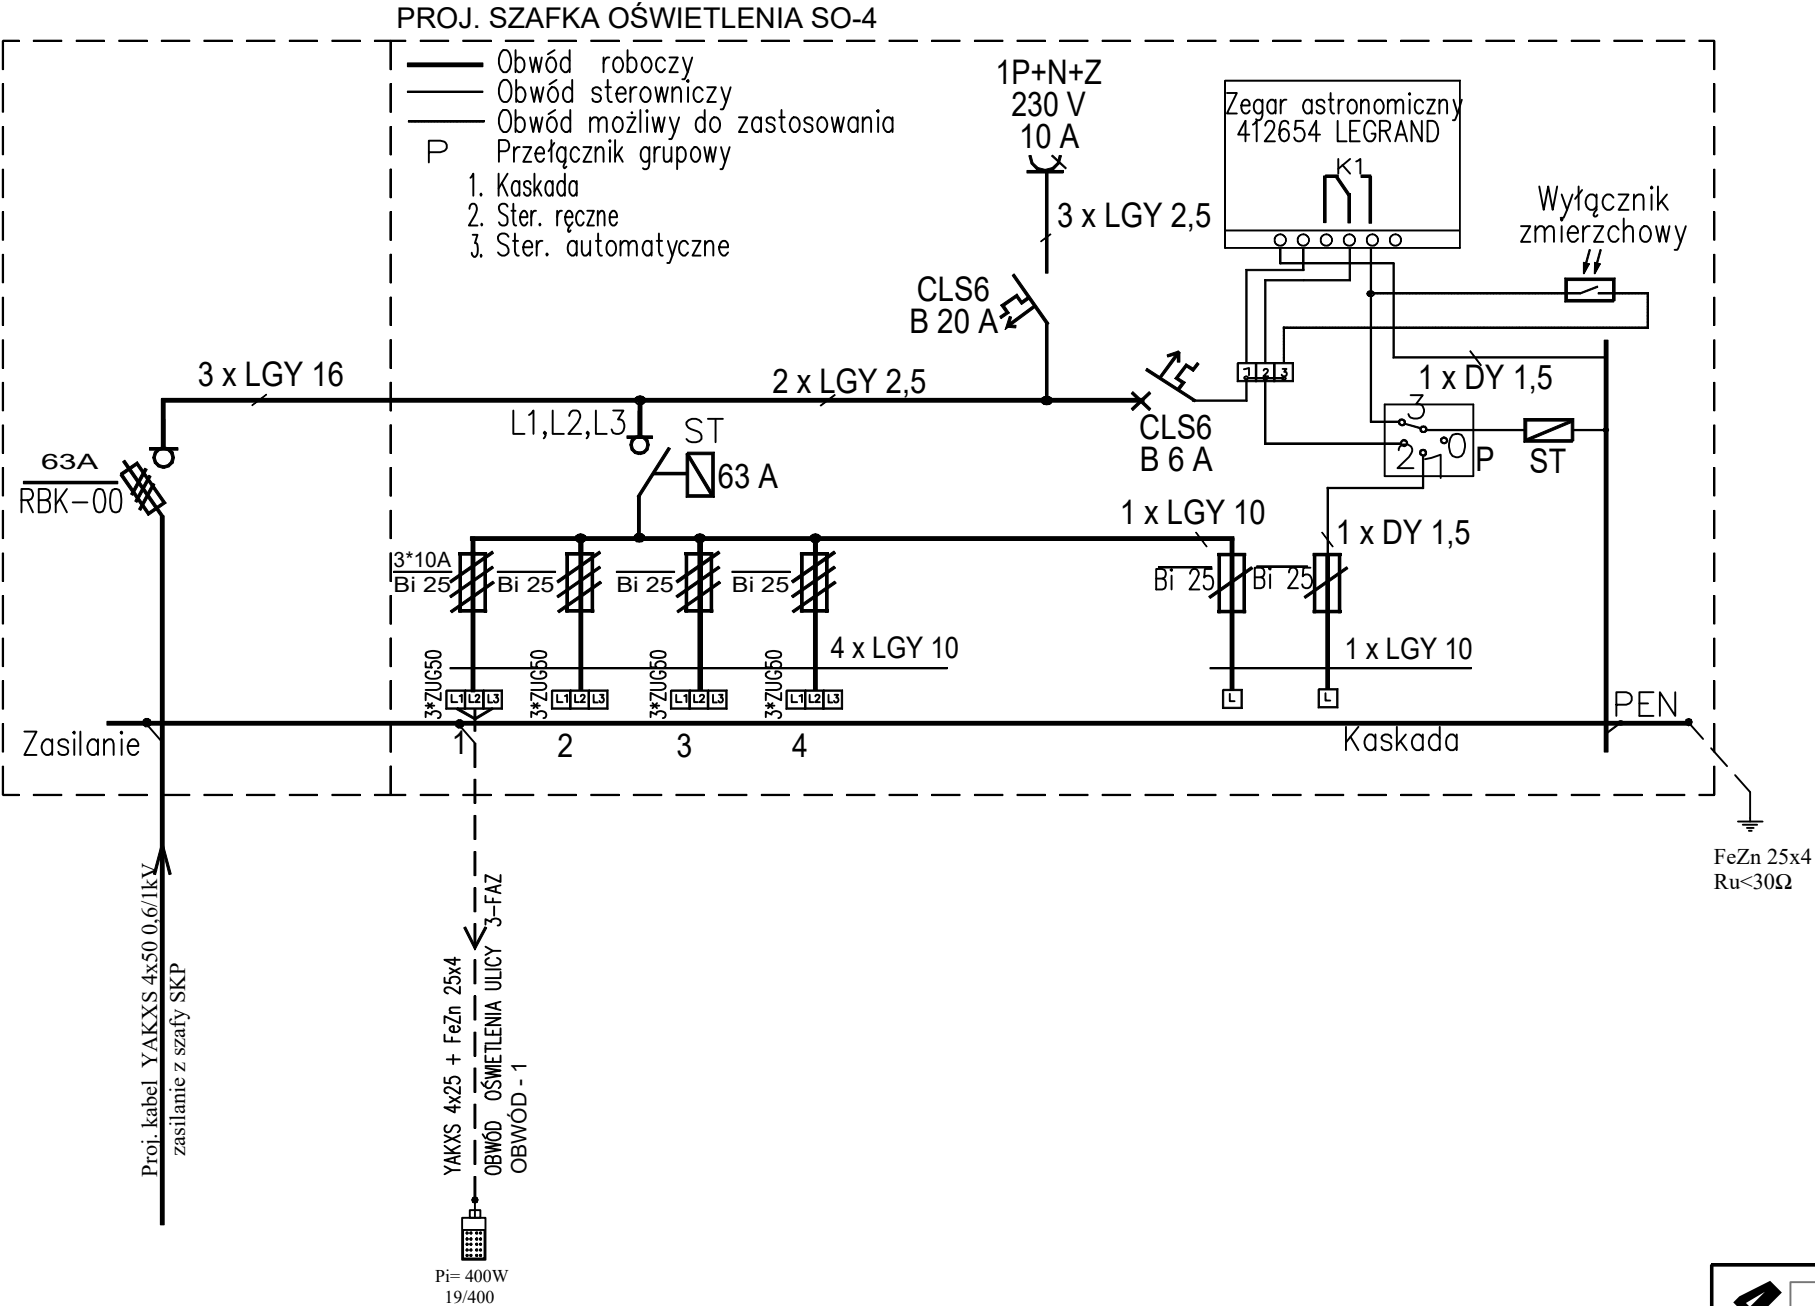 PROJ. SZAFKA OŚWIETLENIA SO-4
Obwód roboczy
Obwód sterowniczy
Obwód możliwy do zastosowania
P Przełącznik grupowy
1. Kaskada
2. Ster. ręczne
3. Ster. automatyczne
1P+N+Z
230 V
10 A
3 x LGY 2,5
Zegar astronomiczny
412654 LEGRAND
K1
Wyłącznik
zmierzchowy
CLS6
B 20 A
3 x LGY 16
2 x LGY 2,5
1 2 3
1 x DY 1,5
L1,L2,L3
ST
63 A
CLS6
B 6 A
3
2
0
1
P
ST
63A
RBK-00
1 x LGY 10
1 x DY 1,5
3*10A
Bi 25
Bi 25
Bi 25
Bi 25
Bi 25
Bi 25
4 x LGY 10
1 x LGY 10
3*ZUG50
3*ZUG50
3*ZUG50
3*ZUG50
L1 L2 L3
L1 L2 L3
L1 L2 L3
L1 L2 L3
L
L
PEN
Zasilanie
1
2
3
4
Kaskada
FeZn 25x4
Ru<30Ω
Proj. kabel YAKXS 4x50 0,6/1kV
zasilanie z szafy SKP
YAKXS 4x25 + FeZn 25x4
OBWÓD OŚWIETLENIA ULICY 3-FAZ
OBWÓD - 1
Pi= 400W
19/400